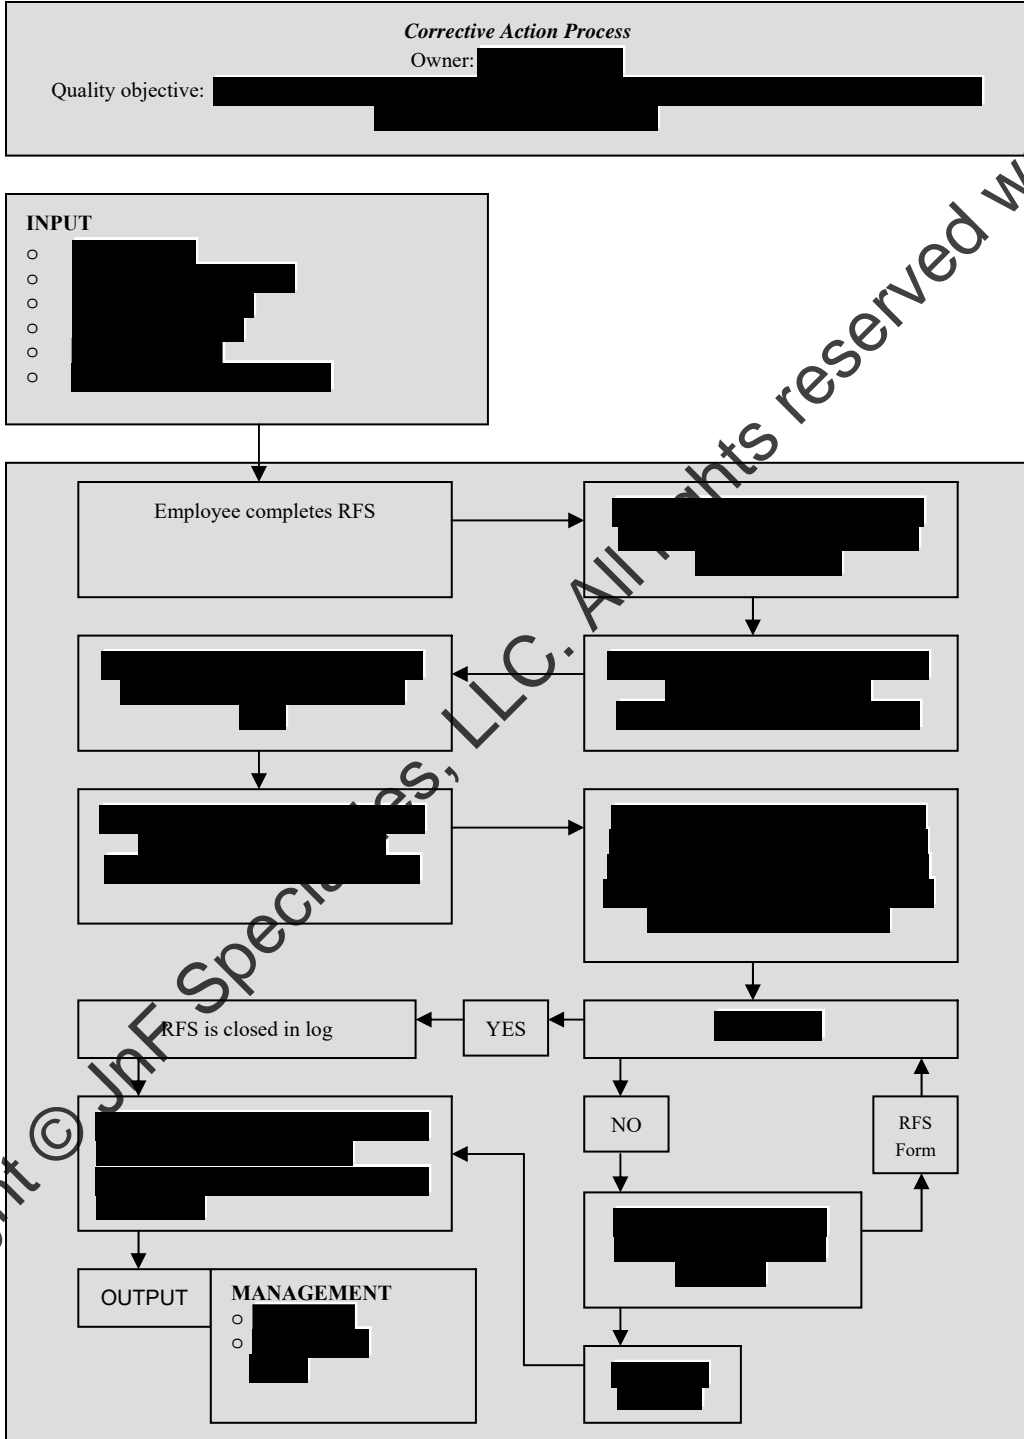 Corrective Action Process
Owner:
Quality objective:
INPUT
Employee completes RFS
RFS is closed in log
YES
NO
RFS
Form
OUTPUT
MANAGEMENT
© JnF Specialties, LLC. All rights reserved